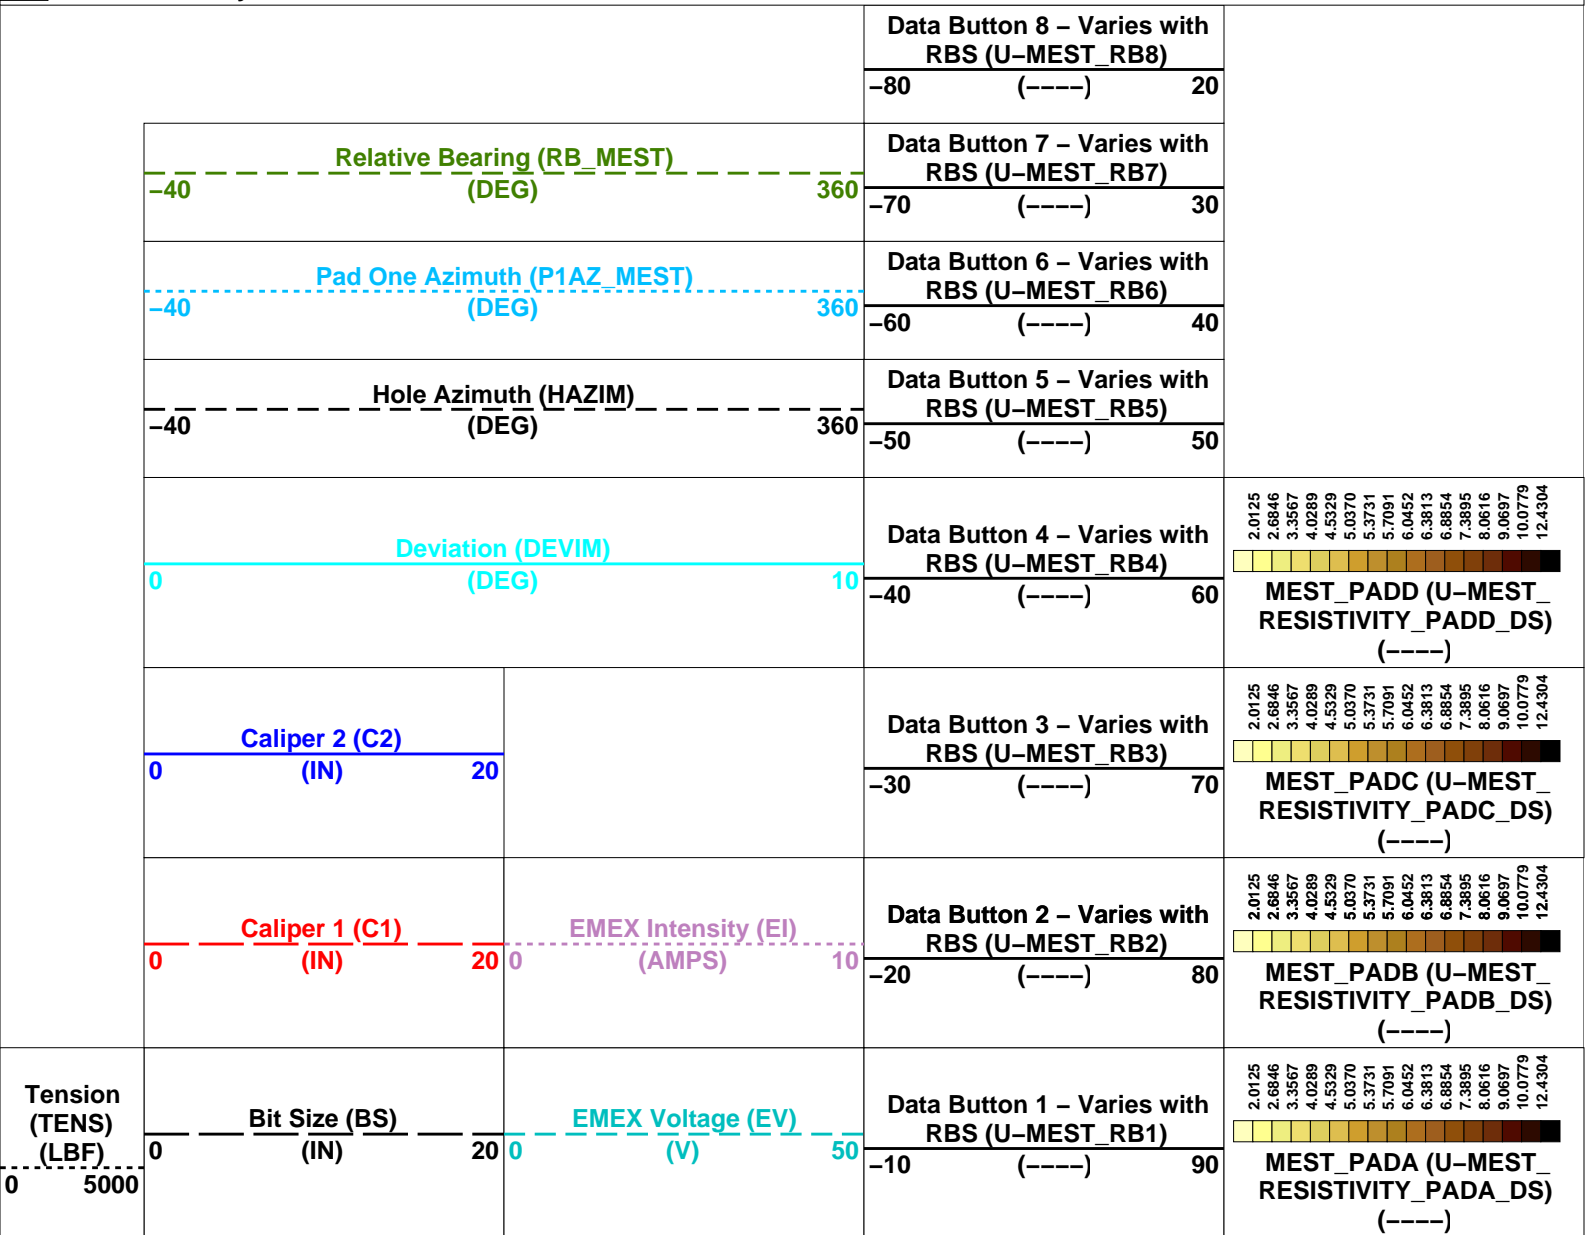 Data Button 8 – Varies with
RBS (U–MEST_RB8)
–80 (––––) 20
Relative Bearing (RB_MEST)
–40 (DEG) 360
Data Button 7 – Varies with
RBS (U–MEST_RB7)
–70 (––––) 30
Pad One Azimuth (P1AZ_MEST)
–40 (DEG) 360
Data Button 6 – Varies with
RBS (U–MEST_RB6)
–60 (––––) 40
Hole Azimuth (HAZIM)
–40 (DEG) 360
Data Button 5 – Varies with
RBS (U–MEST_RB5)
–50 (––––) 50
Deviation (DEVIM)
0 (DEG) 10
Data Button 4 – Varies with
RBS (U–MEST_RB4)
–40 (––––) 60
2.0125 2.6846 3.3567 4.0289 4.5329 5.0370 5.3731 5.7091 6.0452 6.3813 6.8854 7.3895 8.0616 9.0697 10.0779 12.4304
MEST_PADD (U–MEST_
RESISTIVITY_PADD_DS)
(––––)
Caliper 2 (C2)
0 (IN) 20
Data Button 3 – Varies with
RBS (U–MEST_RB3)
–30 (––––) 70
2.0125 2.6846 3.3567 4.0289 4.5329 5.0370 5.3731 5.7091 6.0452 6.3813 6.8854 7.3895 8.0616 9.0697 10.0779 12.4304
MEST_PADC (U–MEST_
RESISTIVITY_PADC_DS)
(––––)
Caliper 1 (C1)
0 (IN) 20
EMEX Intensity (EI)
0 (AMPS) 10
Data Button 2 – Varies with
RBS (U–MEST_RB2)
–20 (––––) 80
2.0125 2.6846 3.3567 4.0289 4.5329 5.0370 5.3731 5.7091 6.0452 6.3813 6.8854 7.3895 8.0616 9.0697 10.0779 12.4304
MEST_PADB (U–MEST_
RESISTIVITY_PADB_DS)
(––––)
Tension
(TENS)
(LBF)
0 5000
Bit Size (BS)
0 (IN) 20
EMEX Voltage (EV)
0 (V) 50
Data Button 1 – Varies with
RBS (U–MEST_RB1)
–10 (––––) 90
2.0125 2.6846 3.3567 4.0289 4.5329 5.0370 5.3731 5.7091 6.0452 6.3813 6.8854 7.3895 8.0616 9.0697 10.0779 12.4304
MEST_PADA (U–MEST_
RESISTIVITY_PADA_DS)
(––––)